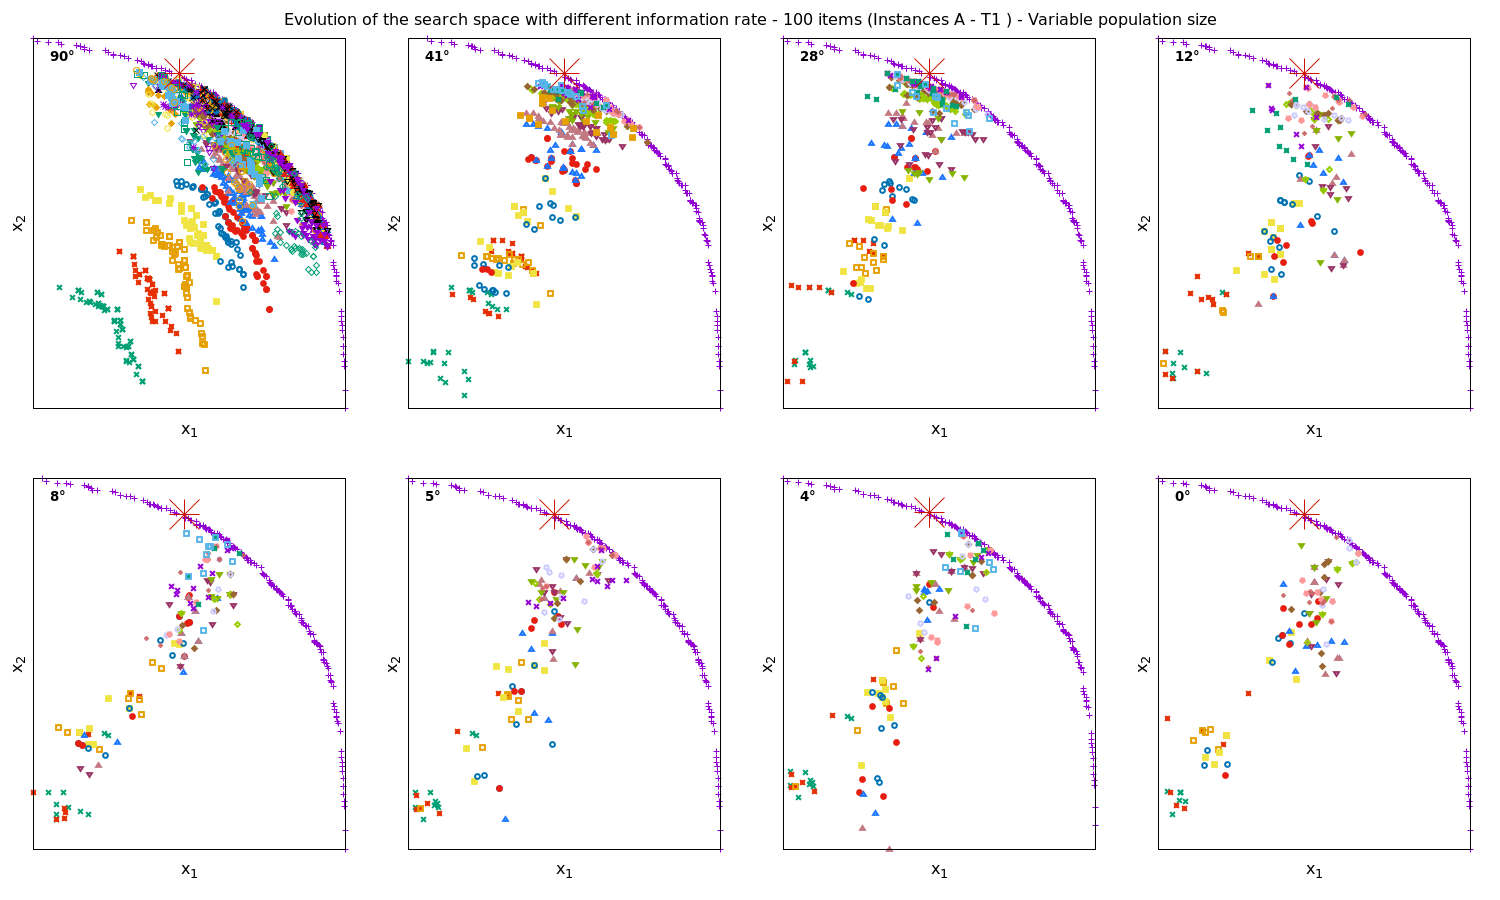 Evolution of the search space with different information rate - 100 items (Instances A - T1 ) - Variable population size
90° 41° 28° 12°
x₂ x₂ x₂ x₂
x₁ x₁ x₁ x₁
8° 5° 4° 0°
x₂ x₂ x₂ x₂
x₁ x₁ x₁ x₁